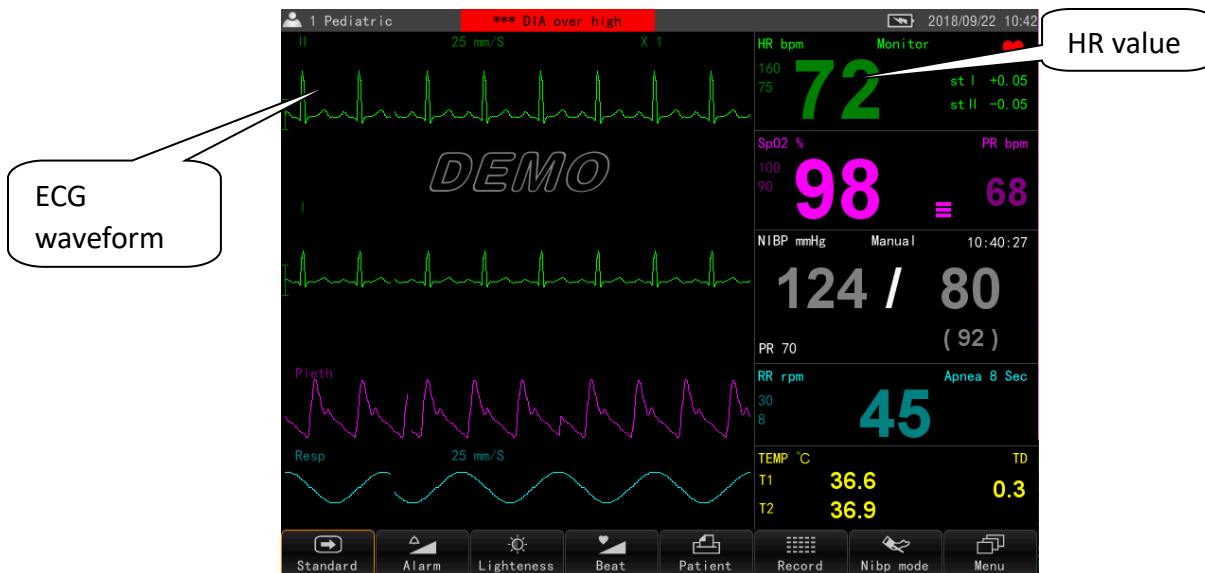 1 Pediatric
*** DIA over high
2018/09/22 10:42
HR value
II 25 mm/S X 1
HR bpm Monitor
160
75
72
st I +0.05
st II -0.05
ECG
waveform
DEMO
SpO2 % PR bpm
100
90
98
68
I
NIBP mmHg Manual 10:40:27
124 / 80
(92)
PR 70
Pleth
RR rpm Apnea 8 Sec
30
8
45
Resp 25 mm/S
TEMP °C TD
T1 36.6
0.3
T2 36.9
Standard Alarm Lighteness Beat Patient Record Nibp mode Menu